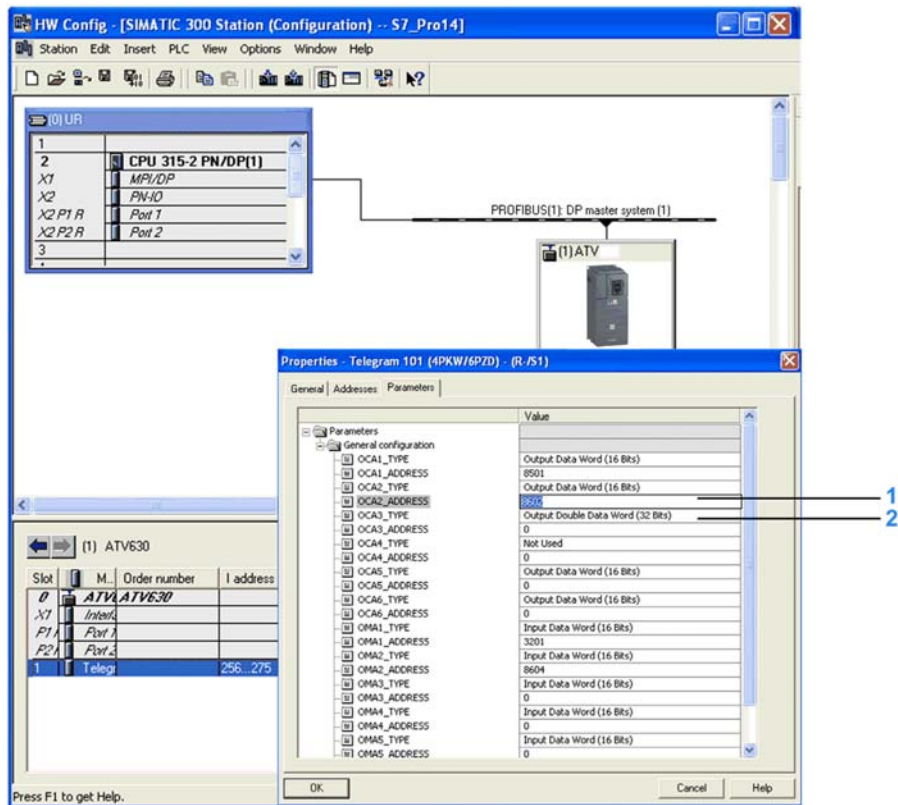 HW Config - [SIMATIC 300 Station (Configuration) -- S7_Pro14]
Station Edit Insert PLC View Options Window Help
(0) UR
1
2 CPU 315-2 PN/DP(1)
X1 MPI/DP
X2 PN-IO
X2 P1 R Port 1
X2 P2 R Port 2
3
PROFIBUS(1): DP master system (1)
(1) ATV
Properties - Telegram 101 (4PKW/6PZD) - (R-/S1)
General Addresses Parameters
Value
Parameters
General configuration
OCA1_TYPE Output Data Word (16 Bits)
OCA1_ADDRESS 8501
OCA2_TYPE Output Data Word (16 Bits)
OCA2_ADDRESS 8602
OCA3_TYPE Output Double Data Word (32 Bits)
OCA3_ADDRESS 0
OCA4_TYPE Not Used
OCA4_ADDRESS 0
OCA5_TYPE Output Data Word (16 Bits)
OCA5_ADDRESS 0
OCA6_TYPE Output Data Word (16 Bits)
OCA6_ADDRESS 0
OMA1_TYPE Input Data Word (16 Bits)
OMA1_ADDRESS 3201
OMA2_TYPE Input Data Word (16 Bits)
OMA2_ADDRESS 8604
OMA3_TYPE Input Data Word (16 Bits)
OMA3_ADDRESS 0
OMA4_TYPE Input Data Word (16 Bits)
OMA4_ADDRESS 0
OMA5_TYPE Input Data Word (16 Bits)
OMA5_ADDRESS 0
1
2
OK Cancel Help
(1) ATV630
Slot M... Order number I address
0 ATV ATV630
X1 Interfa
P1 Port 1
P2 Port 2
1 Telegr 256...275
Press F1 to get Help.